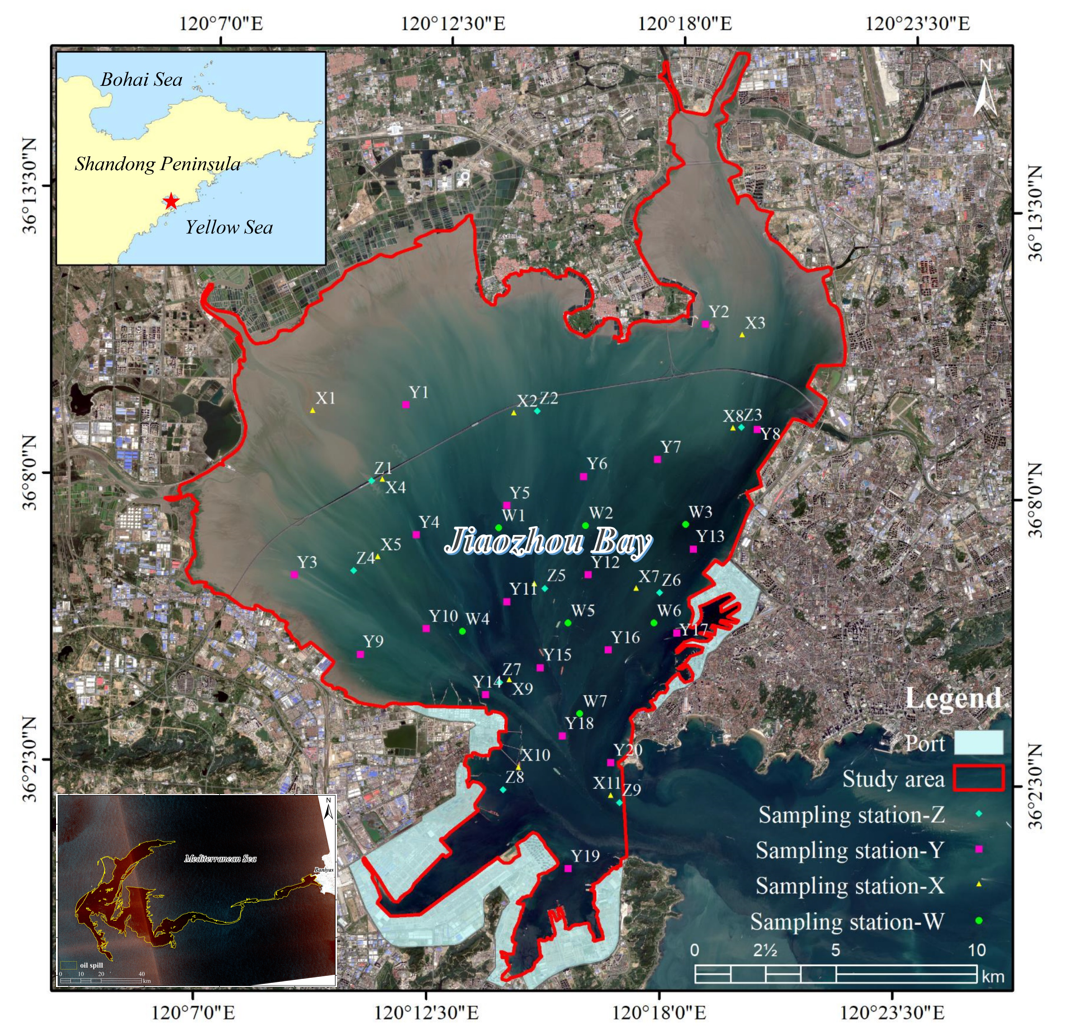 120°7'0"E
120°12'30"E
120°18'0"E
120°23'30"E
Bohai Sea
Shandong Peninsula
Yellow Sea
N
36°13'30"N
36°13'30"N
Y2
X3
X1
Y1
X2
Z2
X8
Z3
Y8
Y7
Z1
X4
Y6
36°8'0"N
36°8'0"N
Y5
W1
W2
W3
Y4
Jiaozhou Bay
Y13
X5
Z4
Y3
Y12
Z5
X7
Z6
Y11
Y10
W4
W5
W6
Y17
Y9
Y16
Y15
Z7
Y14
X9
W7
Y18
Legend
Port
36°2'30"N
36°2'30"N
X10
Y20
Z8
X11
Z9
Study area
Sampling station-Z
Sampling station-Y
Sampling station-X
Sampling station-W
Y19
N
Mediterranean Sea
Baniyas
oil spill
0 10 20 40
km
0 2½ 5 10
km
120°7'0"E
120°12'30"E
120°18'0"E
120°23'30"E